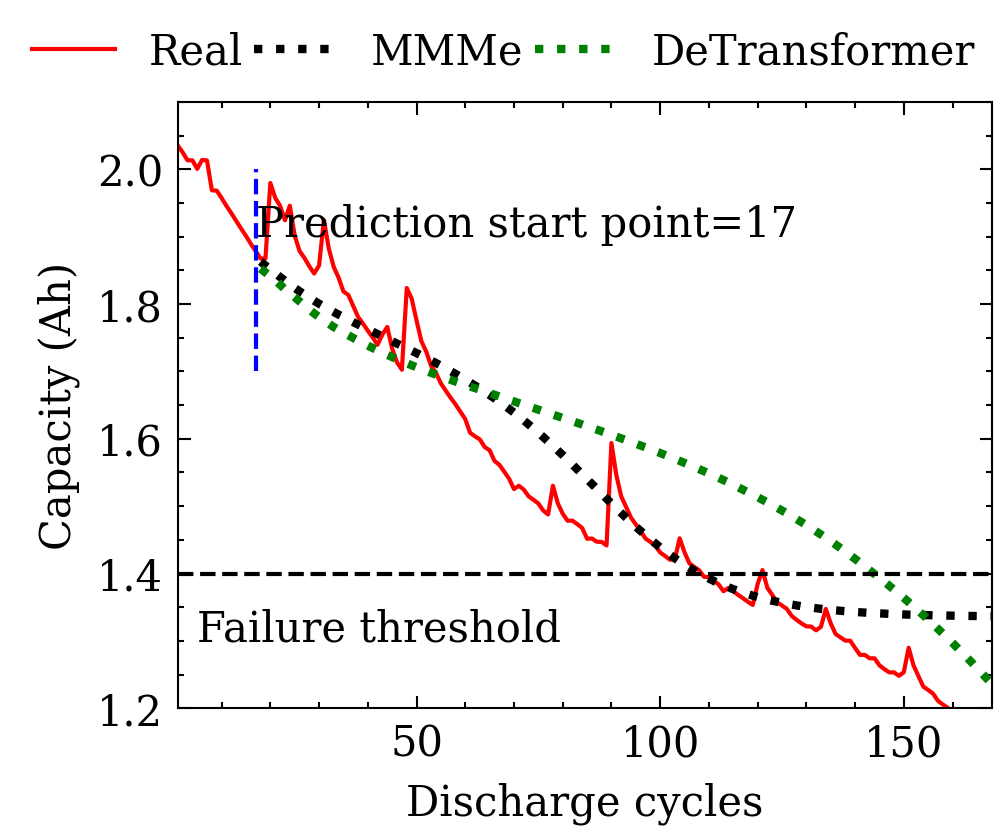 Real MMMe DeTransformer
2.0
Prediction start point=17
1.8
1.6
1.4
Failure threshold
1.2
50 100 150
Capacity (Ah)
Discharge cycles